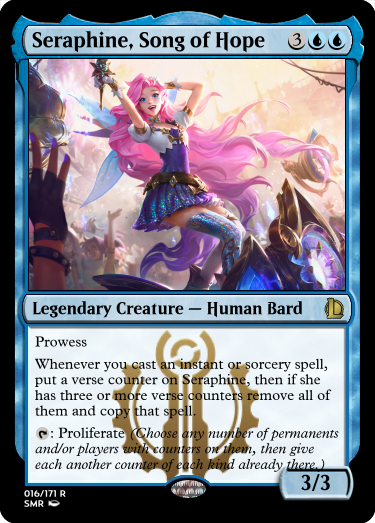 Seraphine, Song of Hope 3
Legendary Creature — Human Bard
Prowess
Whenever you cast an instant or sorcery spell,
put a verse counter on Seraphine, then if she
has three or more verse counters remove all of
them and copy that spell.
: Proliferate (Choose any number of permanents
and/or players with counters on them, then give
each another counter of each kind already there.)
3/3
016/171 R
SMR